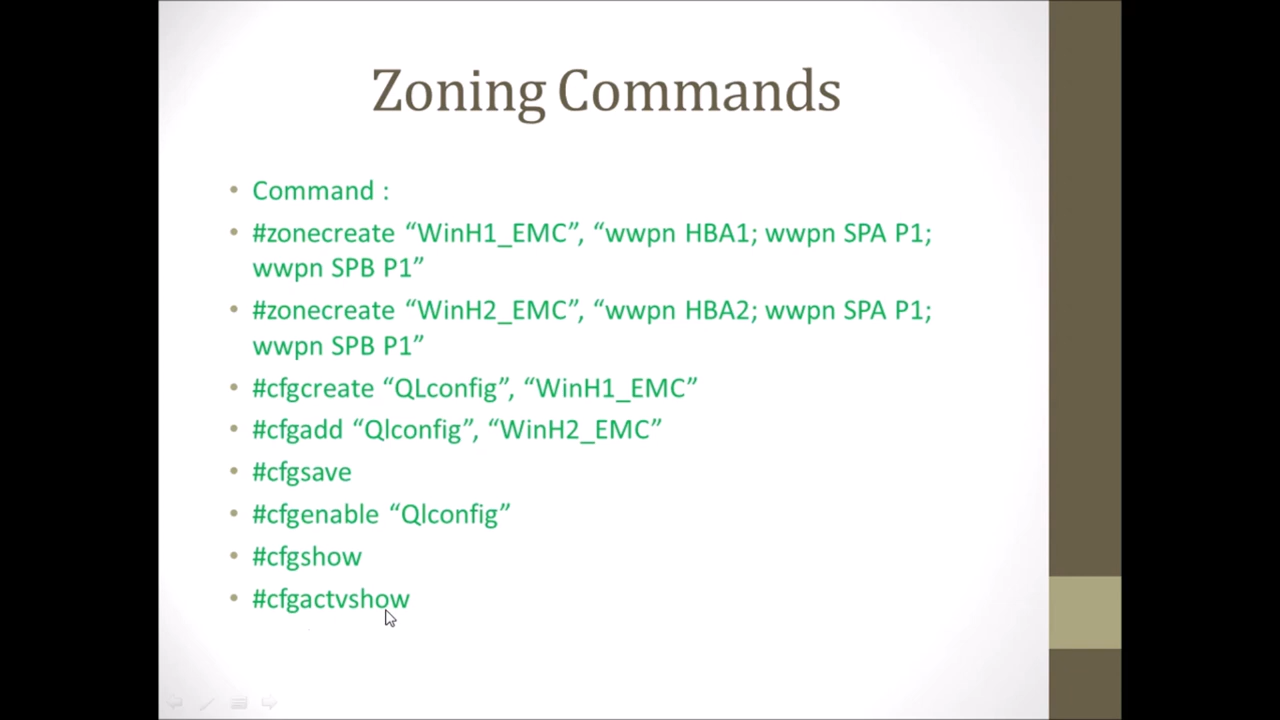 Zoning Commands
• Command :
• #zonecreate “WinH1_EMC”, “wwpn HBA1; wwpn SPA P1;
wwpn SPB P1”
• #zonecreate “WinH2_EMC”, “wwpn HBA2; wwpn SPA P1;
wwpn SPB P1”
• #cfgcreate “QLconfig”, “WinH1_EMC”
• #cfgadd “Qlconfig”, “WinH2_EMC”
• #cfgsave
• #cfgenable “Qlconfig”
• #cfgshow
• #cfgactvshow